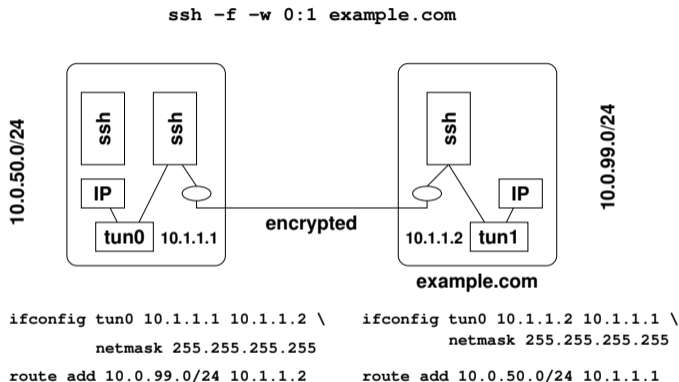 ssh -f -w 0:1 example.com
10.0.50.0/24
ssh
ssh
ssh
10.0.99.0/24
IP
IP
tun0
10.1.1.1
encrypted
10.1.1.2
tun1
example.com
ifconfig tun0 10.1.1.1 10.1.1.2 \
netmask 255.255.255.255
route add 10.0.99.0/24 10.1.1.2
ifconfig tun0 10.1.1.2 10.1.1.1 \
netmask 255.255.255.255
route add 10.0.50.0/24 10.1.1.1